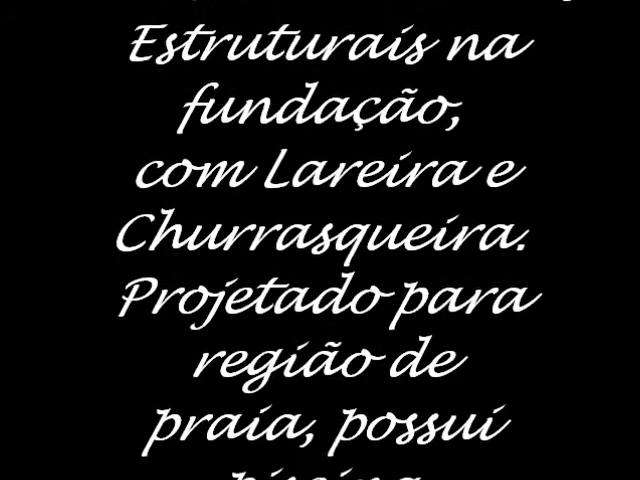 Estruturais na
fundação,
com Lareira e
Churrasqueira.
Projetado para
região de
praia, possui